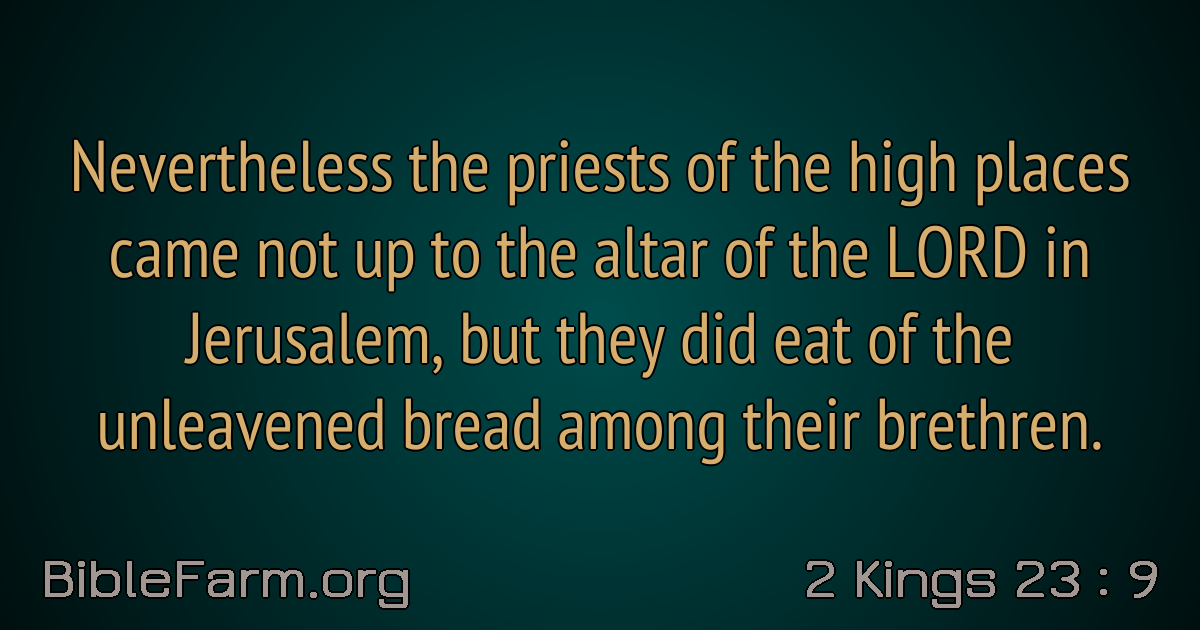 Nevertheless the priests of the high places
came not up to the altar of the LORD in
Jerusalem, but they did eat of the
unleavened bread among their brethren.
BibleFarm.org
2 Kings 23 : 9